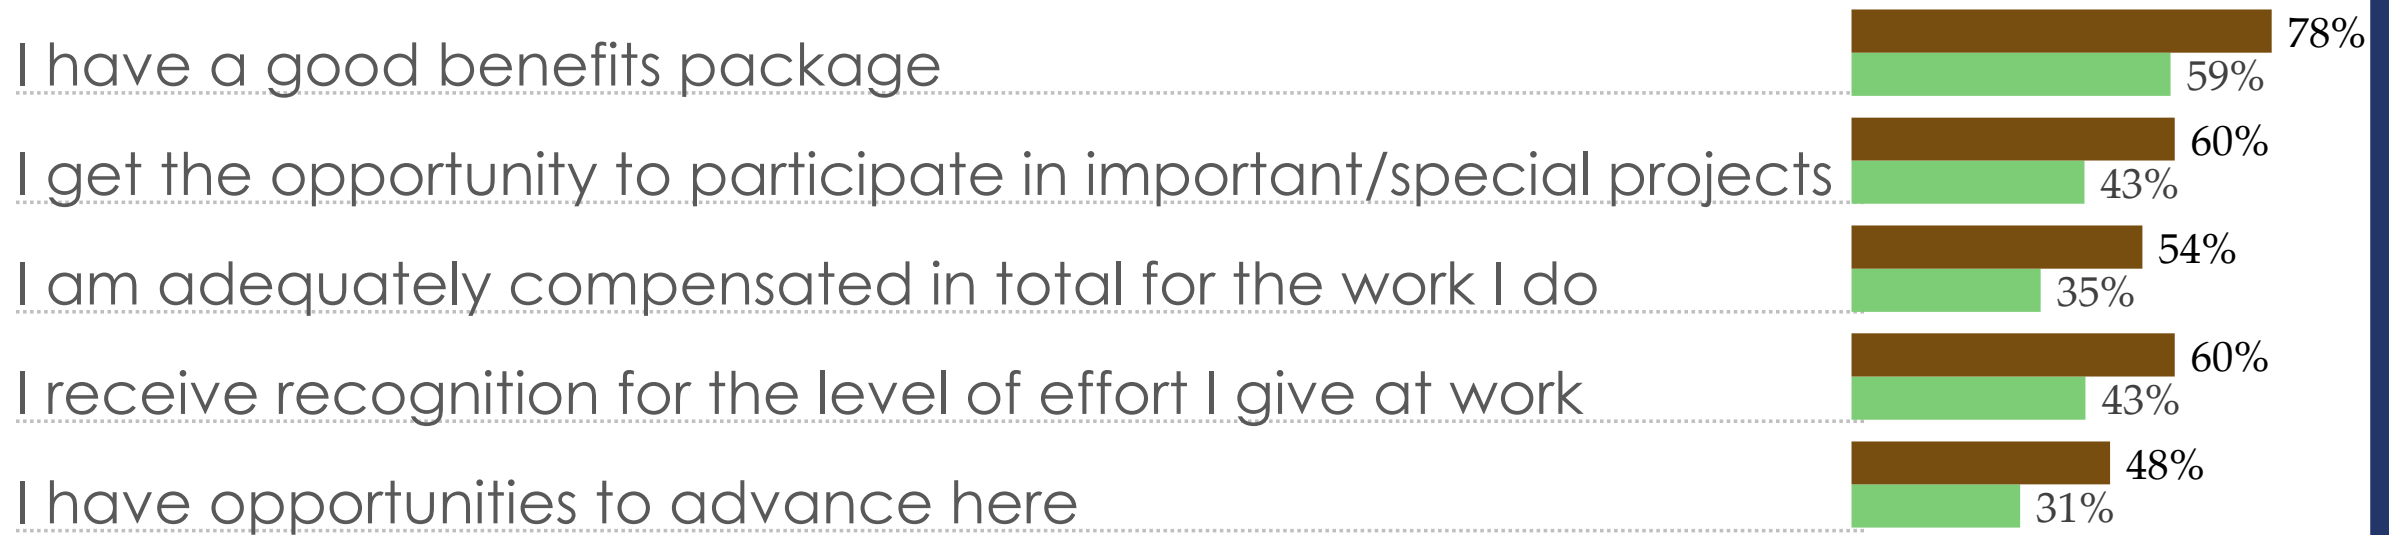 I have a good benefits package
78%
59%
I get the opportunity to participate in important/special projects
60%
43%
I am adequately compensated in total for the work I do
54%
35%
I receive recognition for the level of effort I give at work
60%
43%
I have opportunities to advance here
48%
31%